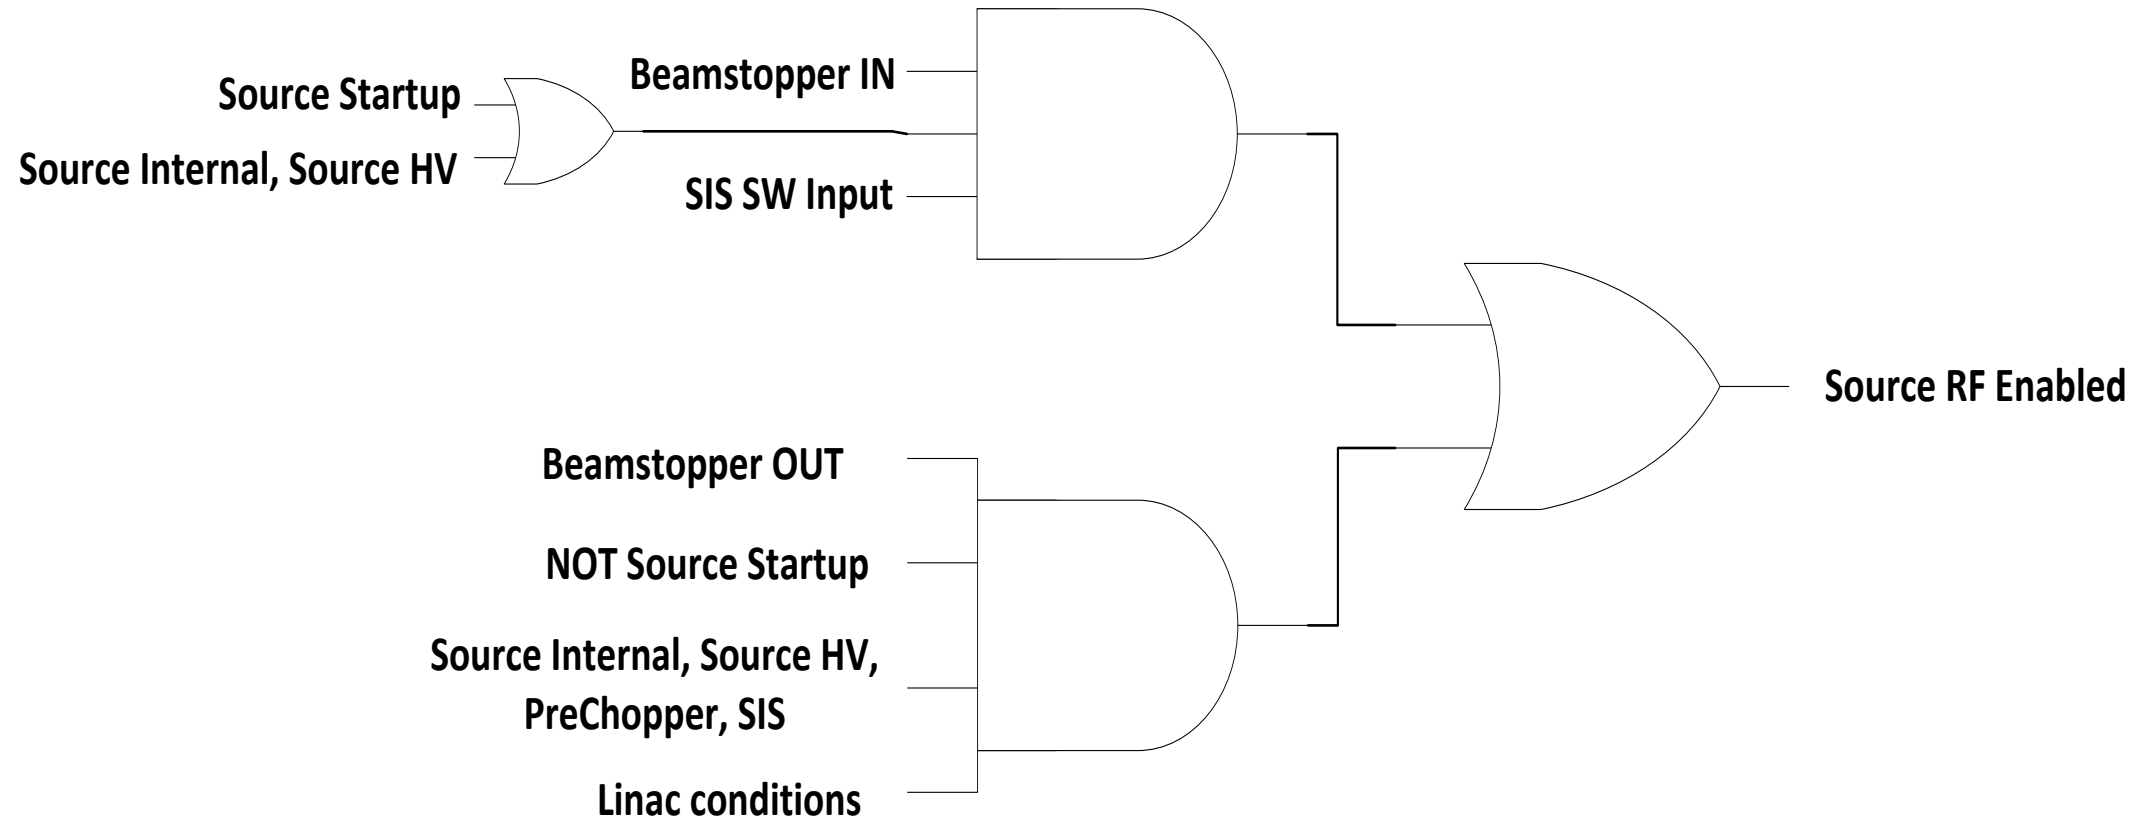 Source Startup
Source Internal, Source HV
Beamstopper IN
SIS SW Input
Beamstopper OUT
NOT Source Startup
Source Internal, Source HV,
PreChopper, SIS
Linac conditions
Source RF Enabled